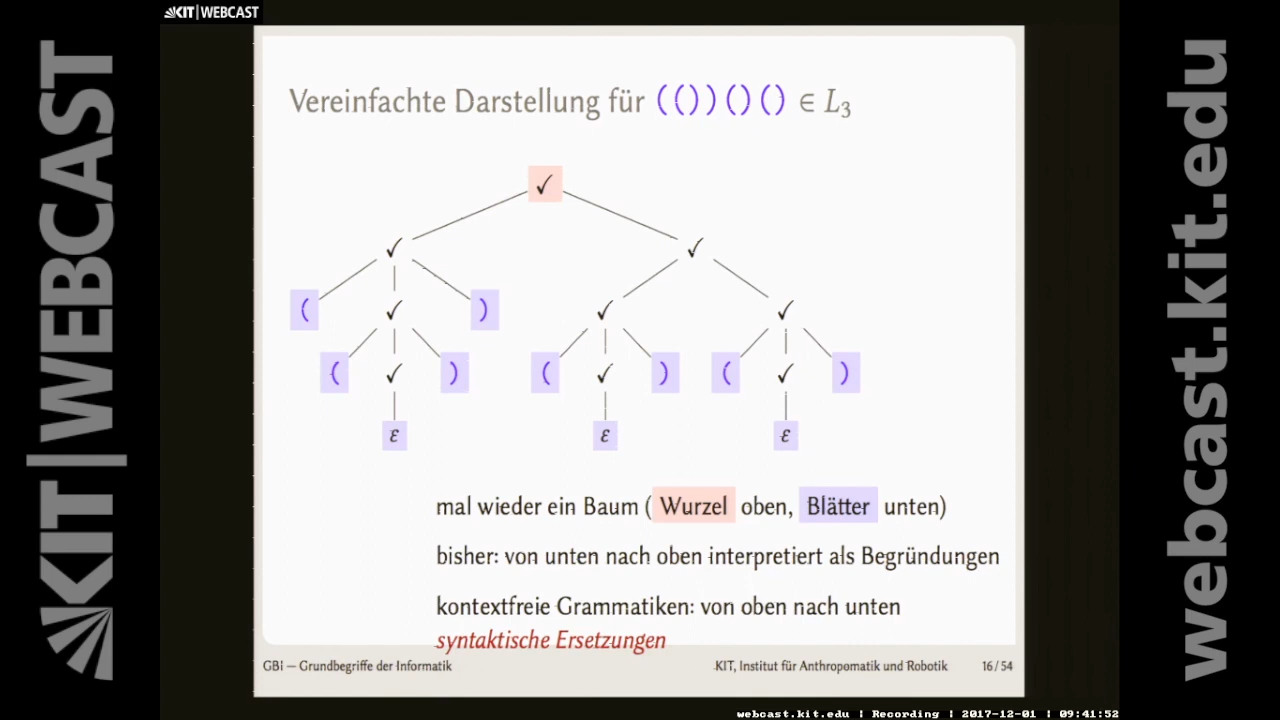 KIT|WEBCAST
KIT|WEBCAST
webcast.kit.edu
Vereinfachte Darstellung für (())()() ∈ L₃
✓
✓ ✓
( ✓ ) ✓ ✓
( ✓ ) ( ✓ ) ( ✓ )
ε ε ε
mal wieder ein Baum ( Wurzel oben, Blätter unten)
bisher: von unten nach oben interpretiert als Begründungen
kontextfreie Grammatiken: von oben nach unten
syntaktische Ersetzungen
GBI — Grundbegriffe der Informatik KIT, Institut für Anthropomatik und Robotik 16 / 54
webcast.kit.edu | Recording | 2017-12-01 | 09:41:52